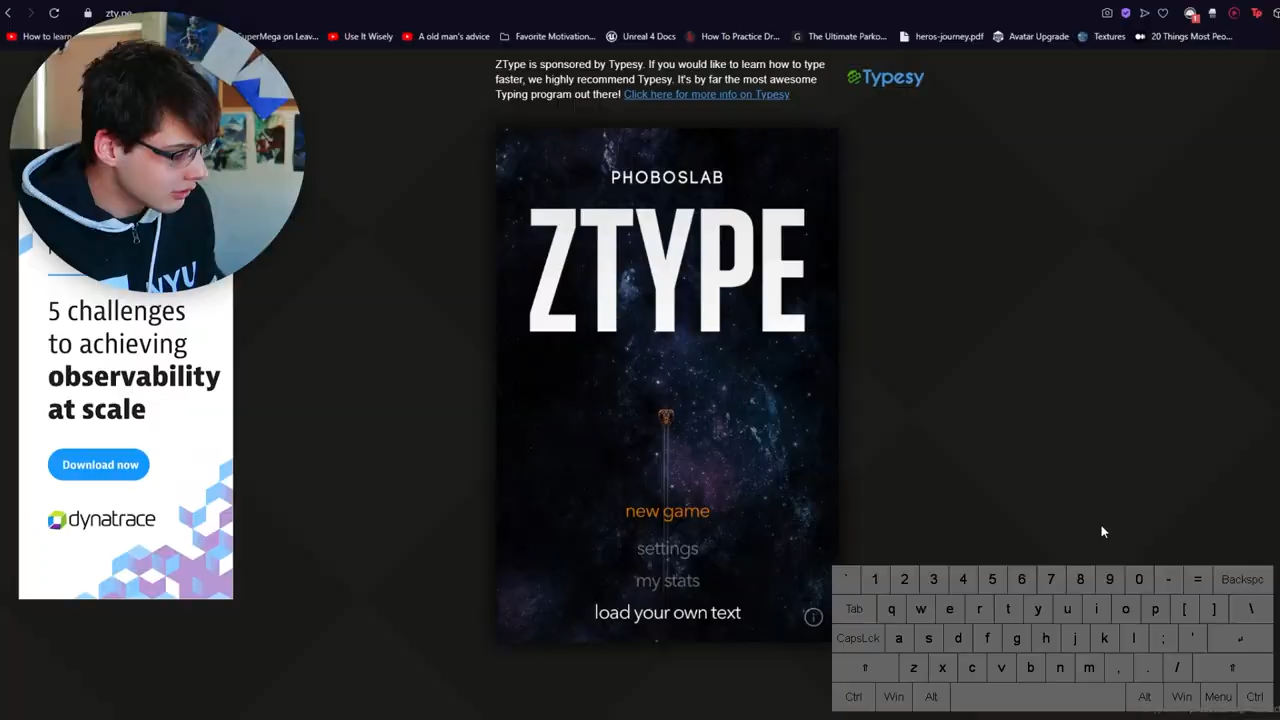 zty.pe
How to learn
SuperMega on Leav...
Use It Wisely
A old man's advice
Favorite Motivation...
Unreal 4 Docs
How To Practice Dr...
The Ultimate Parko...
heros-journey.pdf
Avatar Upgrade
Textures
20 Things Most Peo...
ZType is sponsored by Typesy. If you would like to learn how to type
faster, we highly recommend Typesy. It's by far the most awesome
Typing program out there! Click here for more info on Typesy
Typesy
NYU
5 challenges
to achieving
observability
at scale
Download now
dynatrace
PHOBOSLAB
ZTYPE
new game
settings
my stats
load your own text
` 1 2 3 4 5 6 7 8 9 0 - = Backspc
Tab q w e r t y u i o p [ ] \
CapsLck a s d f g h j k l ; '
z x c v b n m , . /
Ctrl Win Alt Alt Win Menu Ctrl